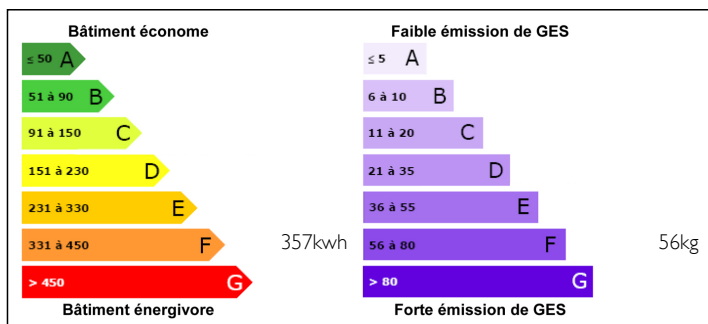 Bâtiment économe
≤ 50 A
51 à 90 B
91 à 150 C
151 à 230 D
231 à 330 E
331 à 450 F
357kwh
> 450 G
Bâtiment énergivore
Faible émission de GES
≤ 5 A
6 à 10 B
11 à 20 C
21 à 35 D
36 à 55 E
56 à 80 F
56kg
> 80 G
Forte émission de GES